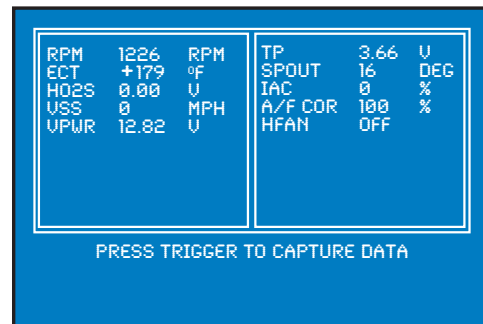 RPM 1226 RPM
ECT +179 °F
HO2S 0.00 V
VSS 0 MPH
VPWR 12.82 V
TP 3.66 V
SPOUT 16 DEG
IAC 0 %
A/F COR 100 %
HFAN OFF
PRESS TRIGGER TO CAPTURE DATA